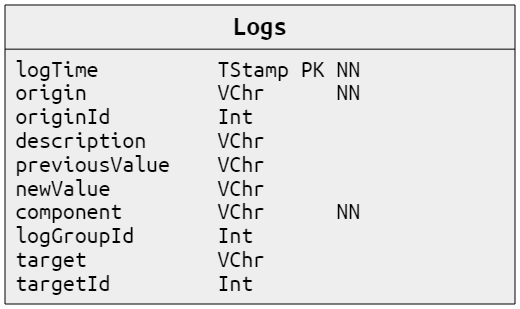 Logs
logTime TStamp PK NN
origin VChr NN
originId Int
description VChr
previousValue VChr
newValue VChr
component VChr NN
logGroupId Int
target VChr
targetId Int